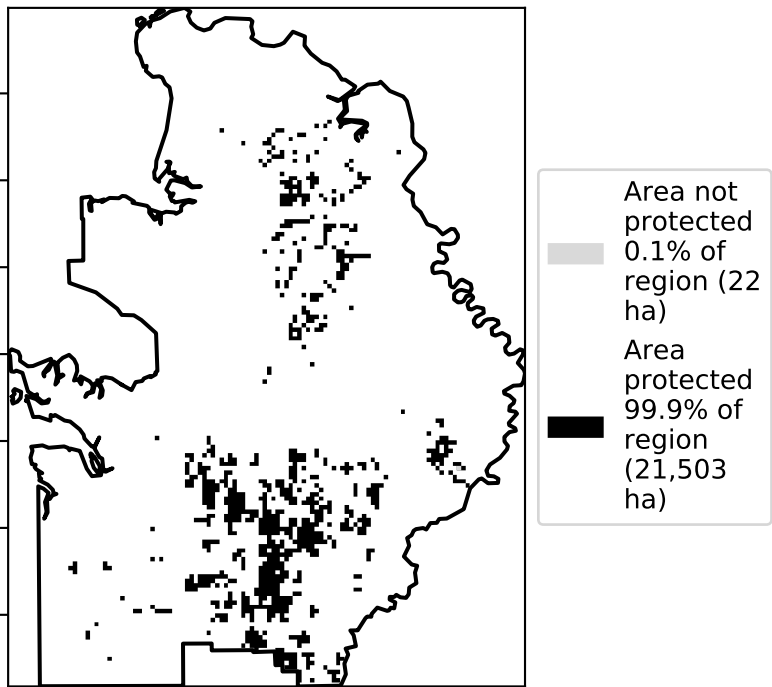 Area not
protected
0.1% of
region (22
ha)
Area
protected
99.9% of
region
(21,503
ha)